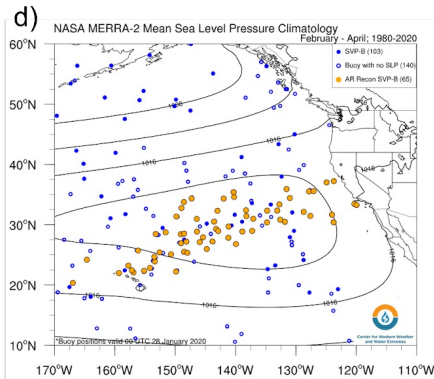 d)
NASA MERRA-2 Mean Sea Level Pressure Climatology
February - April; 1980-2020
SVP-B (103)
Buoy with no SLP (140)
AR Recon SVP-B (65)
60°N
50°N
40°N
30°N
20°N
10°N
1016
1016
1016
1016
1016
*Buoy positions valid 00 UTC 28 January 2020
Center for Western Weather
and Water Extremes
170°W
160°W
150°W
140°W
130°W
120°W
110°W